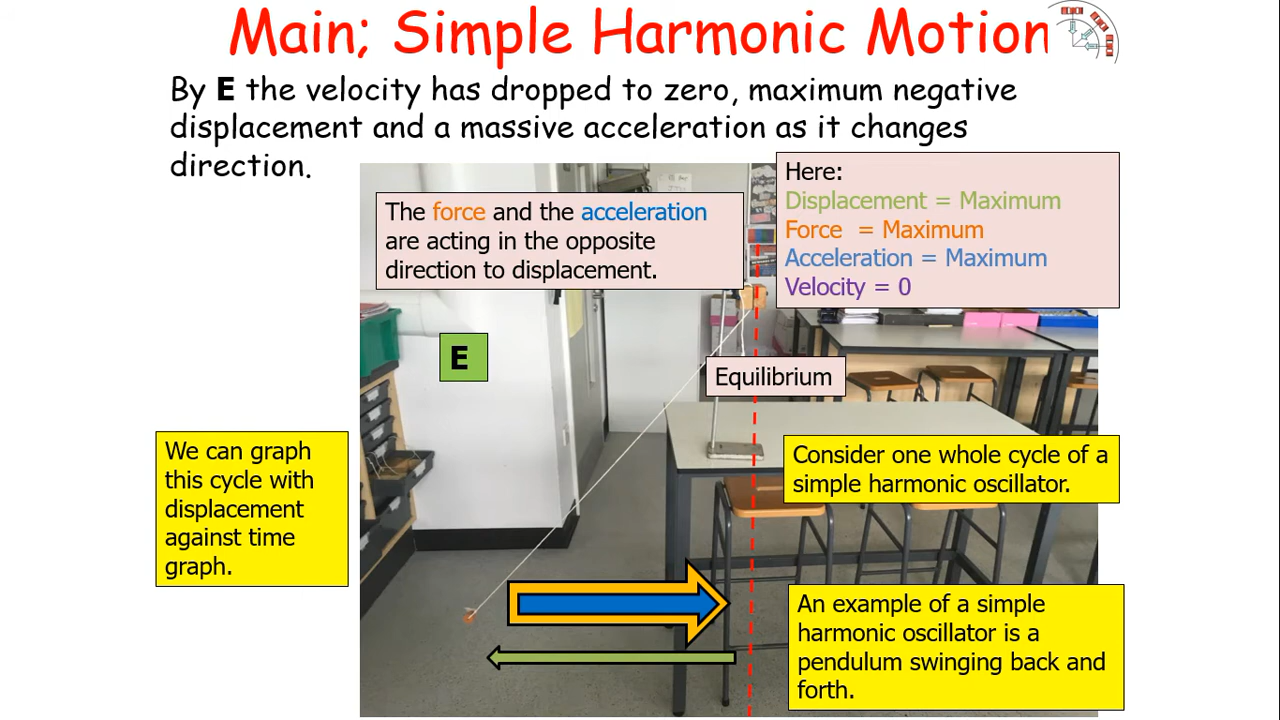 Main; Simple Harmonic Motion
By E the velocity has dropped to zero, maximum negative
displacement and a massive acceleration as it changes
direction.
The force and the acceleration
are acting in the opposite
direction to displacement.
Here:
Displacement = Maximum
Force = Maximum
Acceleration = Maximum
Velocity = 0
E
Equilibrium
We can graph
this cycle with
displacement
against time
graph.
Consider one whole cycle of a
simple harmonic oscillator.
An example of a simple
harmonic oscillator is a
pendulum swinging back and
forth.